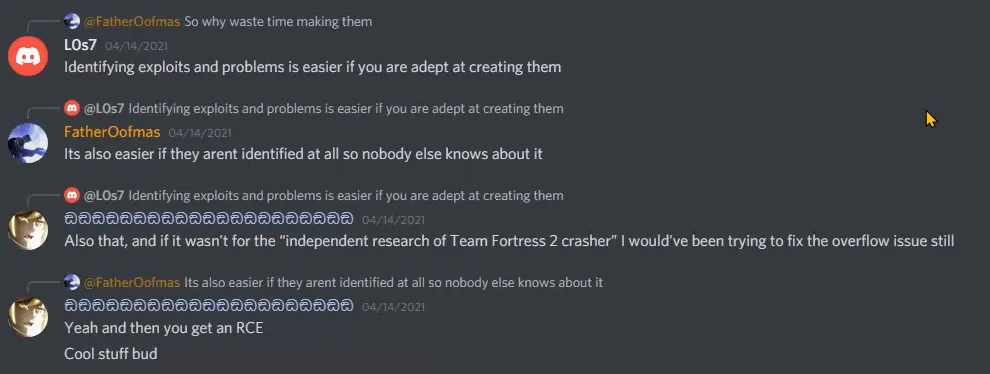 @FatherOofmas So why waste time making them
L0s7 04/14/2021
Identifying exploits and problems is easier if you are adept at creating them
@L0s7 Identifying exploits and problems is easier if you are adept at creating them
FatherOofmas 04/14/2021
Its also easier if they arent identified at all so nobody else knows about it
@L0s7 Identifying exploits and problems is easier if you are adept at creating them
04/14/2021
Also that, and if it wasn't for the “independent research of Team Fortress 2 crasher” I would've been trying to fix the overflow issue still
@FatherOofmas Its also easier if they arent identified at all so nobody else knows about it
04/14/2021
Yeah and then you get an RCE
Cool stuff bud